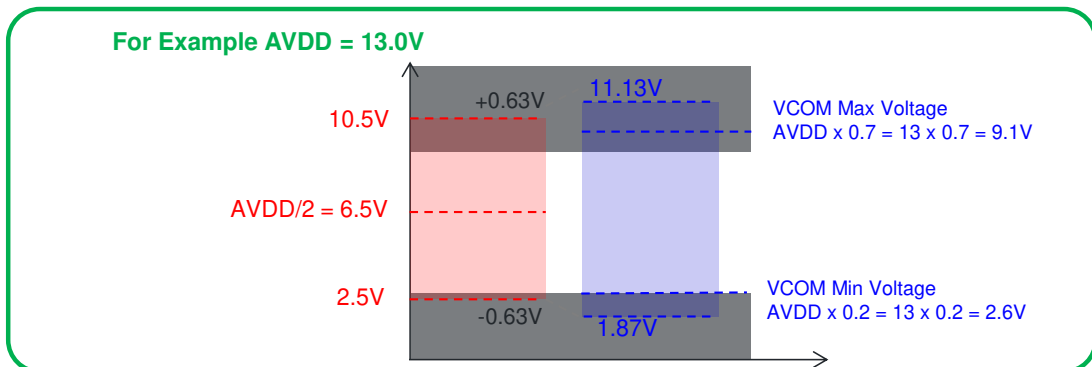 For Example AVDD = 13.0V
+0.63V
11.13V
10.5V
VCOM Max Voltage
AVDD x 0.7 = 13 x 0.7 = 9.1V
AVDD/2 = 6.5V
2.5V
-0.63V
1.87V
VCOM Min Voltage
AVDD x 0.2 = 13 x 0.2 = 2.6V